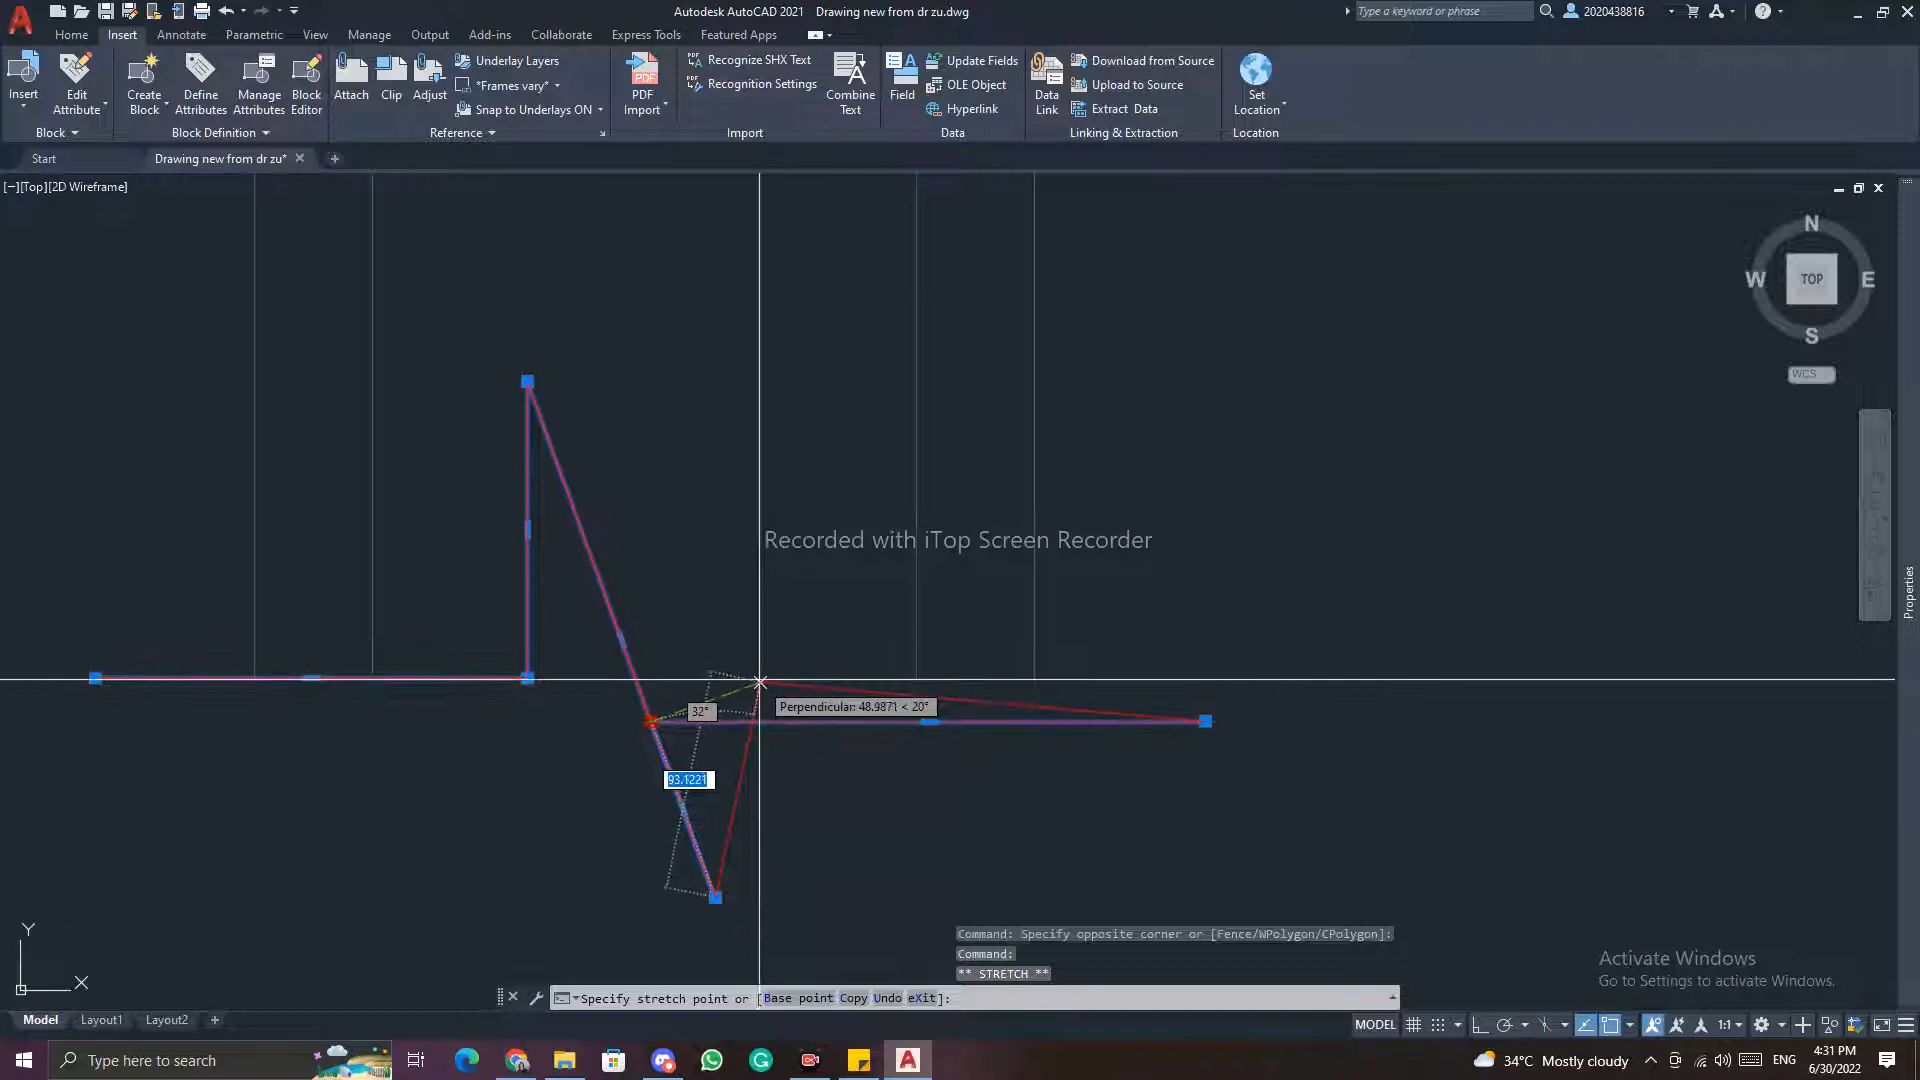 Autodesk AutoCAD 2021 Drawing new from dr zu.dwg
Type a keyword or phrase
2020438816
Home Insert Annotate Parametric View Manage Output Add-ins Collaborate Express Tools Featured Apps
Insert
Edit Attribute
Create Block
Define Attributes
Manage Attributes
Block Editor
Attach
Clip
Adjust
Underlay Layers
*Frames vary*
Snap to Underlays ON
PDF Import
Recognize SHX Text
Recognition Settings
Combine Text
Field
Update Fields
OLE Object
Hyperlink
Data Link
Download from Source
Upload to Source
Extract Data
Set Location
Block Block Definition Reference Import Data Linking & Extraction Location
Start Drawing new from dr zu*
[−][Top][2D Wireframe]
N
W TOP E
S
WCS
Recorded with iTop Screen Recorder
Properties
32°
Perpendicular: 48.9871 < 20°
93.1221
Y
X
Command: Specify opposite corner or [Fence/WPolygon/CPolygon]:
Command:
** STRETCH **
Specify stretch point or [Base point Copy Undo eXit]:
Activate Windows
Go to Settings to activate Windows.
Model Layout1 Layout2
MODEL
1:1
Type here to search
34°C Mostly cloudy
ENG
4:31 PM
6/30/2022